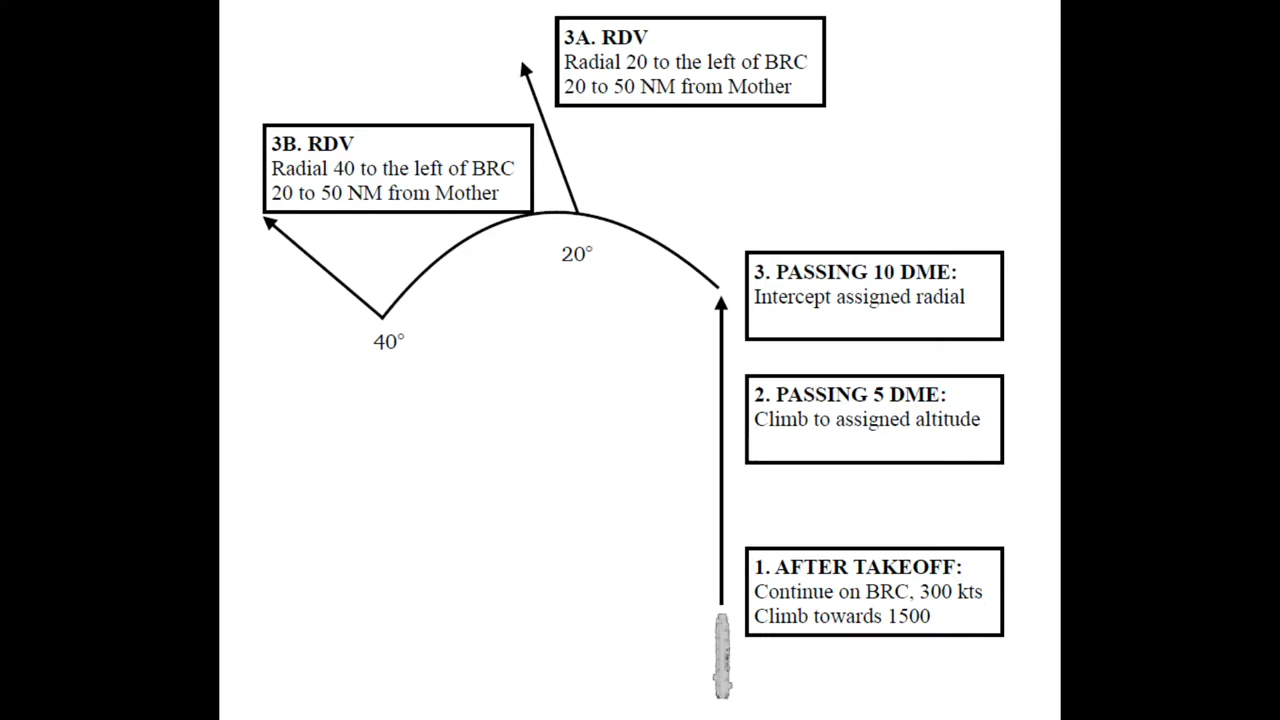 3A. RDV
Radial 20 to the left of BRC
20 to 50 NM from Mother
3B. RDV
Radial 40 to the left of BRC
20 to 50 NM from Mother
20°
40°
3. PASSING 10 DME:
Intercept assigned radial
2. PASSING 5 DME:
Climb to assigned altitude
1. AFTER TAKEOFF:
Continue on BRC, 300 kts
Climb towards 1500